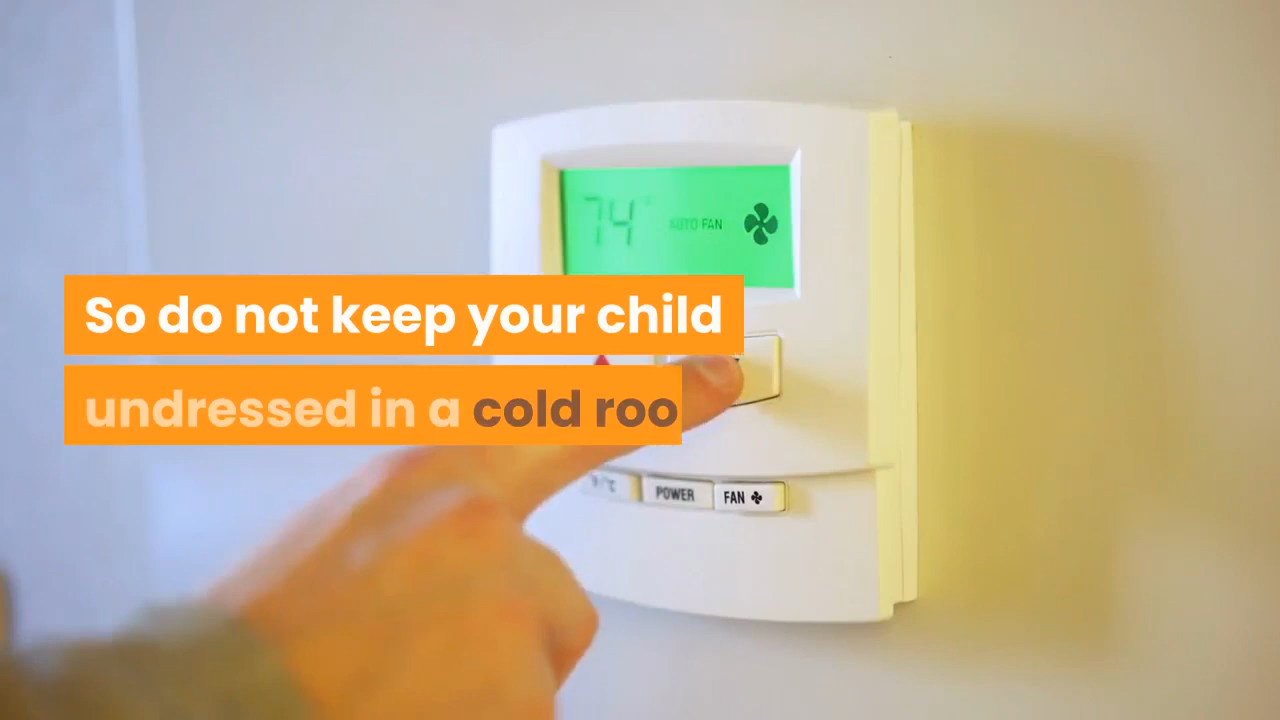 74°
AUTO FAN
So do not keep your child
undressed in a cold roo
°F/°C POWER FAN